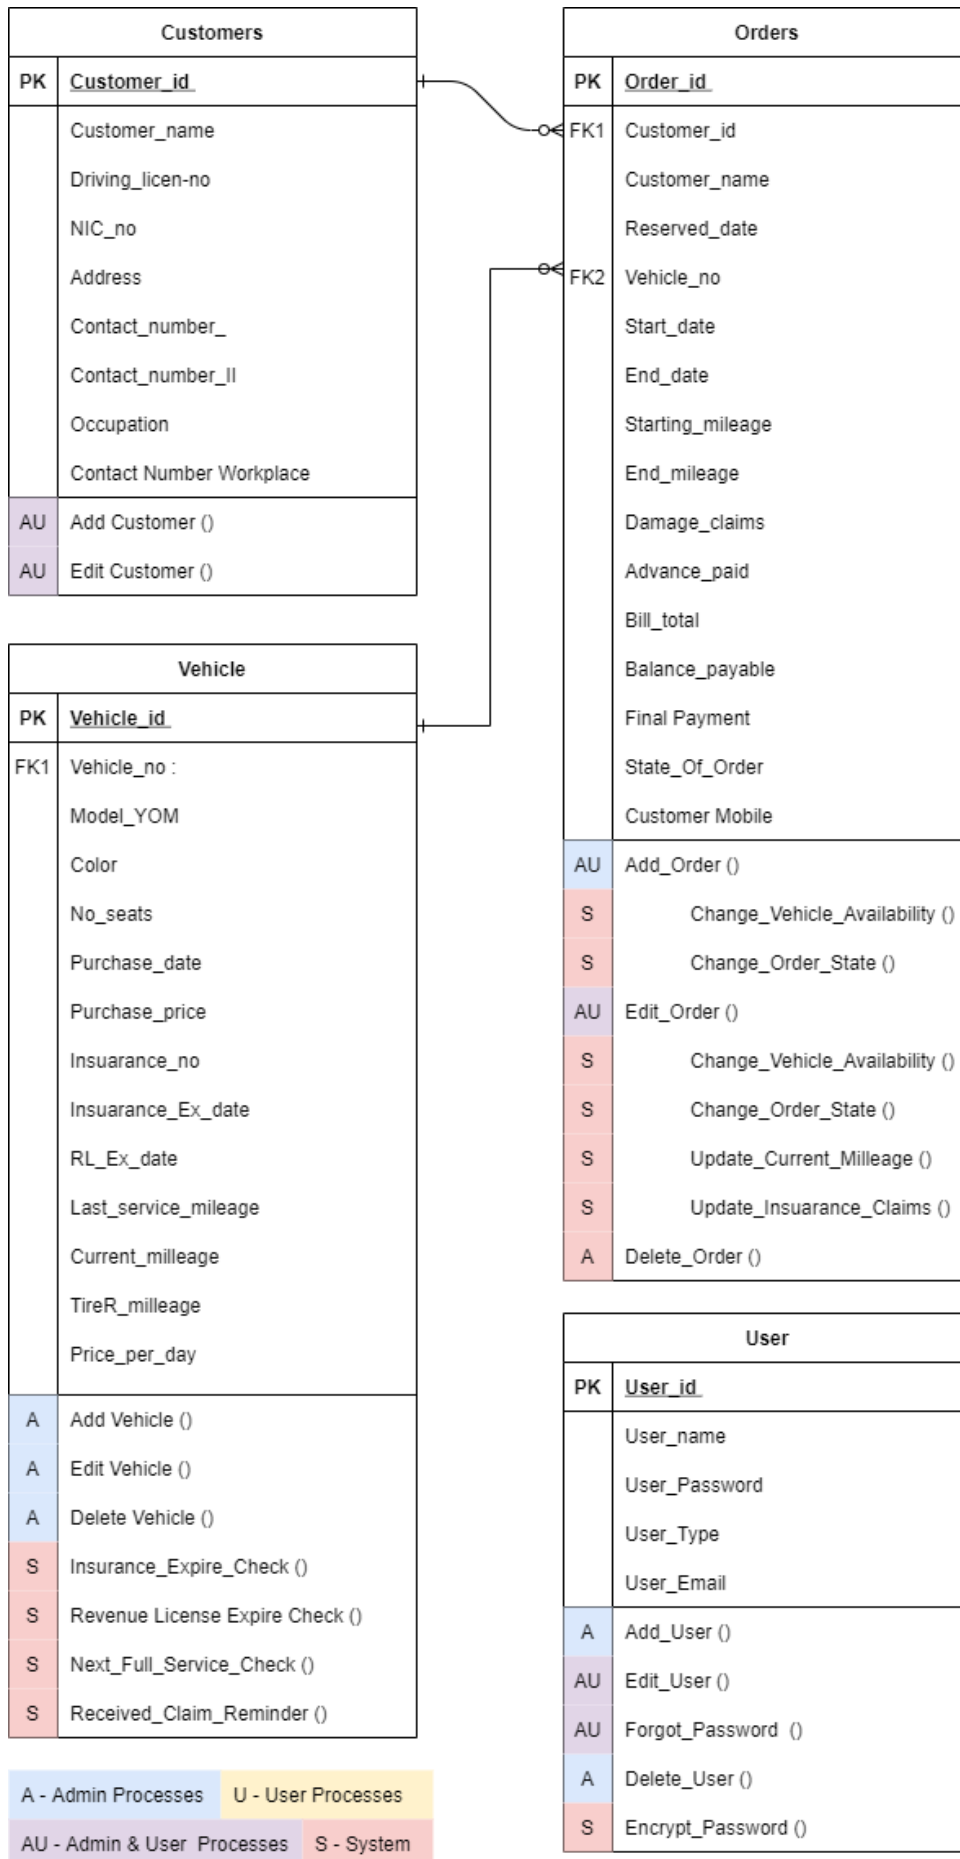 Customers
PK Customer_id
Customer_name
Driving_licen-no
NIC_no
Address
Contact_number_
Contact_number_II
Occupation
Contact Number Workplace
AU Add Customer ()
AU Edit Customer ()
Vehicle
PK Vehicle_id
FK1 Vehicle_no :
Model_YOM
Color
No_seats
Purchase_date
Purchase_price
Insuarance_no
Insuarance_Ex_date
RL_Ex_date
Last_service_mileage
Current_milleage
TireR_milleage
Price_per_day
A Add Vehicle ()
A Edit Vehicle ()
A Delete Vehicle ()
S Insurance_Expire_Check ()
S Revenue License Expire Check ()
S Next_Full_Service_Check ()
S Received_Claim_Reminder ()
A - Admin Processes U - User Processes
AU - Admin & User Processes S - System
Orders
PK Order_id
FK1 Customer_id
Customer_name
Reserved_date
FK2 Vehicle_no
Start_date
End_date
Starting_mileage
End_mileage
Damage_claims
Advance_paid
Bill_total
Balance_payable
Final Payment
State_Of_Order
Customer Mobile
AU Add_Order ()
S Change_Vehicle_Availability ()
S Change_Order_State ()
AU Edit_Order ()
S Change_Vehicle_Availability ()
S Change_Order_State ()
S Update_Current_Milleage ()
S Update_Insuarance_Claims ()
A Delete_Order ()
User
PK User_id
User_name
User_Password
User_Type
User_Email
A Add_User ()
AU Edit_User ()
AU Forgot_Password ()
A Delete_User ()
S Encrypt_Password ()